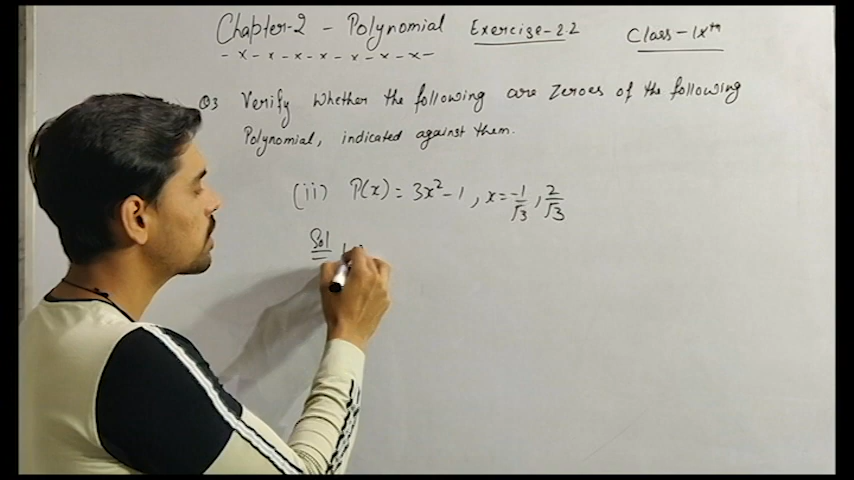 Chapter-2 - Polynomial Exercise-2.2 Class-IXth
- x - x - x - x - x - x - x -
Q3 Verify Whether the following are Zeroes of the following
Polynomial, indicated against them.
(ii) P(x) = 3x² - 1, x = -1/√3, 2/√3
Sol